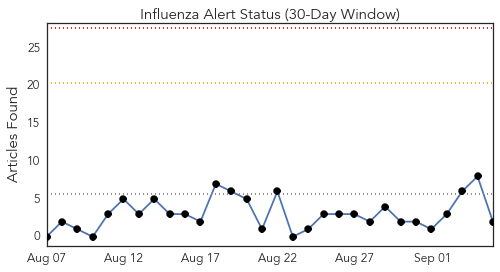 Influenza Alert Status (30-Day Window)
Articles Found
25
20
15
10
5
0
Aug 07 Aug 12 Aug 17 Aug 22 Aug 27 Sep 01